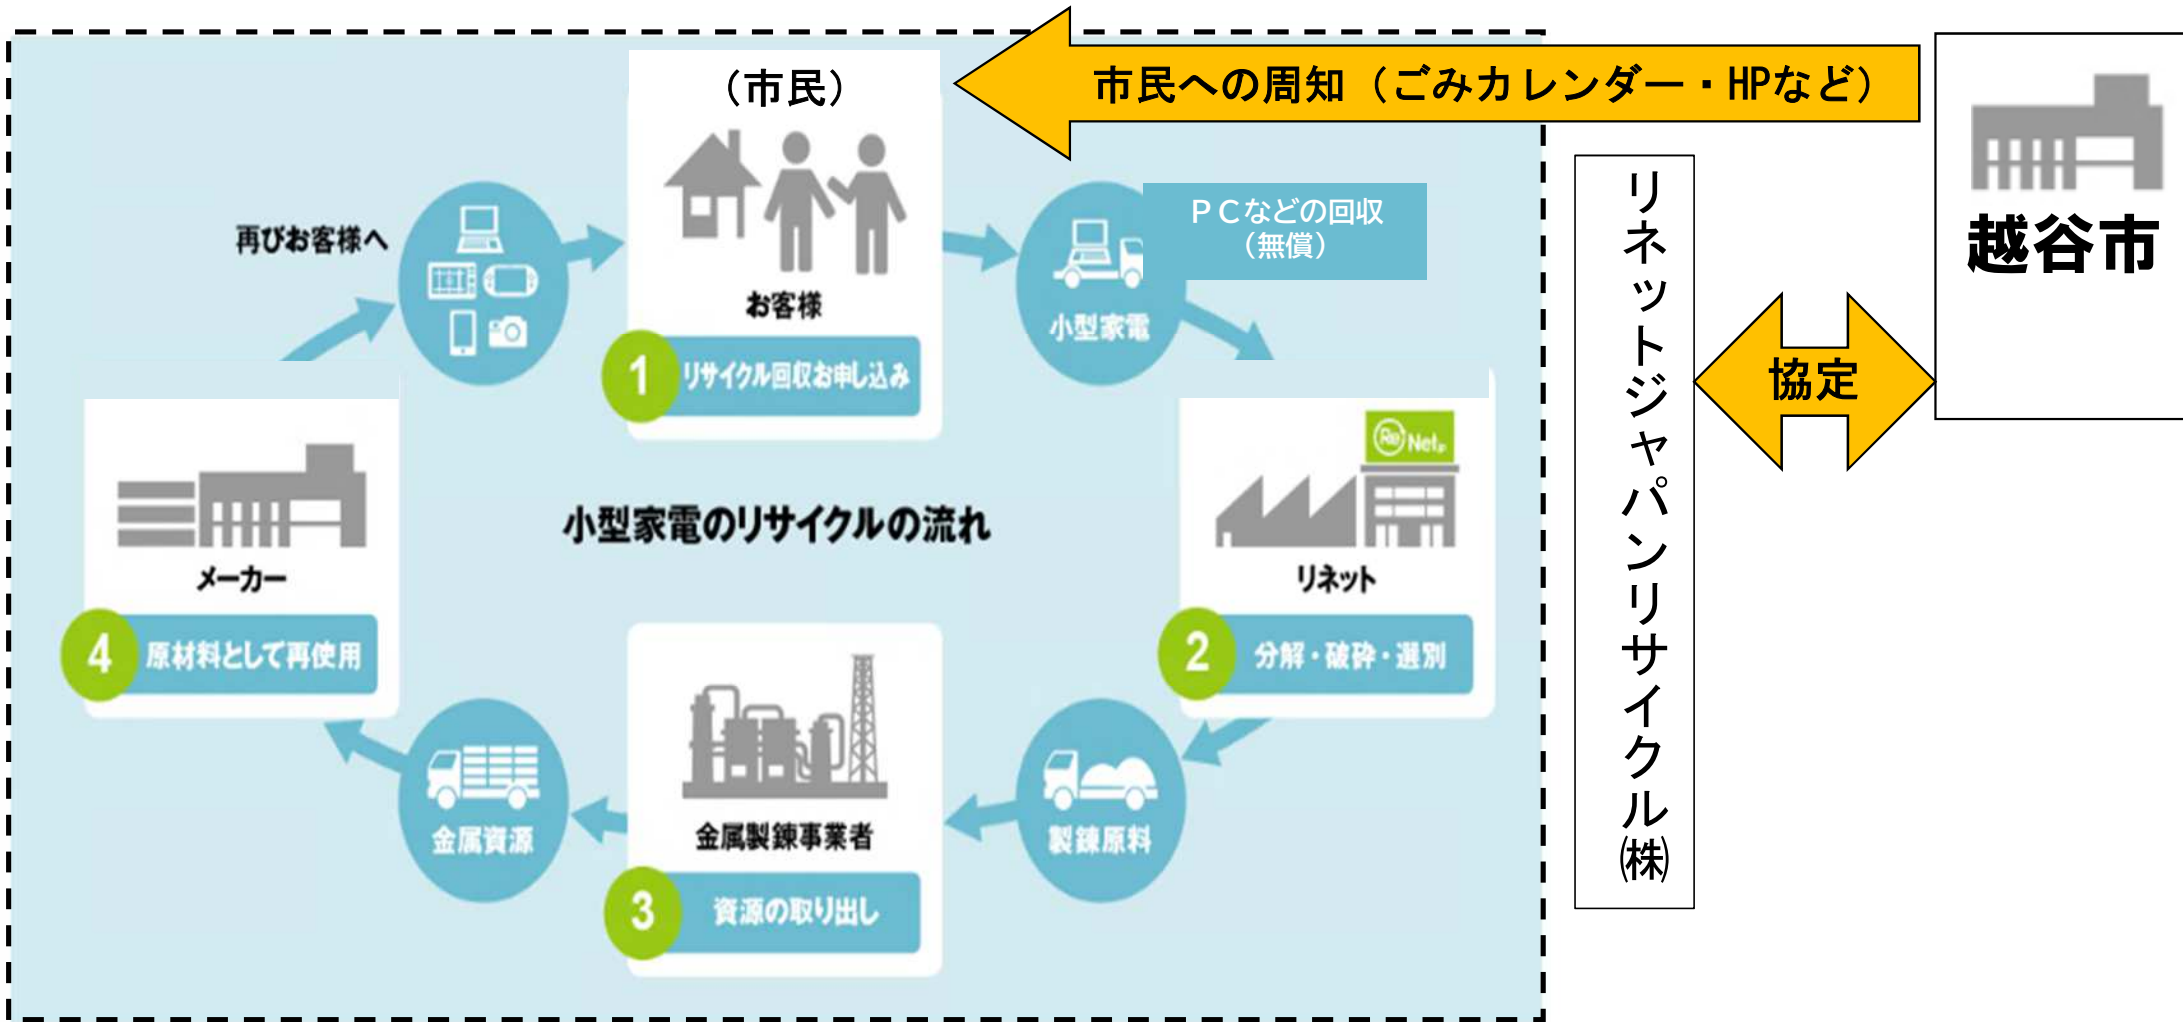 市民への周知（ごみカレンダー・HPなど）
越谷市
協定
リネットジャパンリサイクル㈱
（市民）
お客様
1
リサイクル回収お申し込み
PCなどの回収
（無償）
小型家電
Re Net.jp
リネット
2
分解・破砕・選別
製錬原料
金属製錬事業者
3
資源の取り出し
金属資源
メーカー
4
原材料として再使用
再びお客様へ
小型家電のリサイクルの流れ